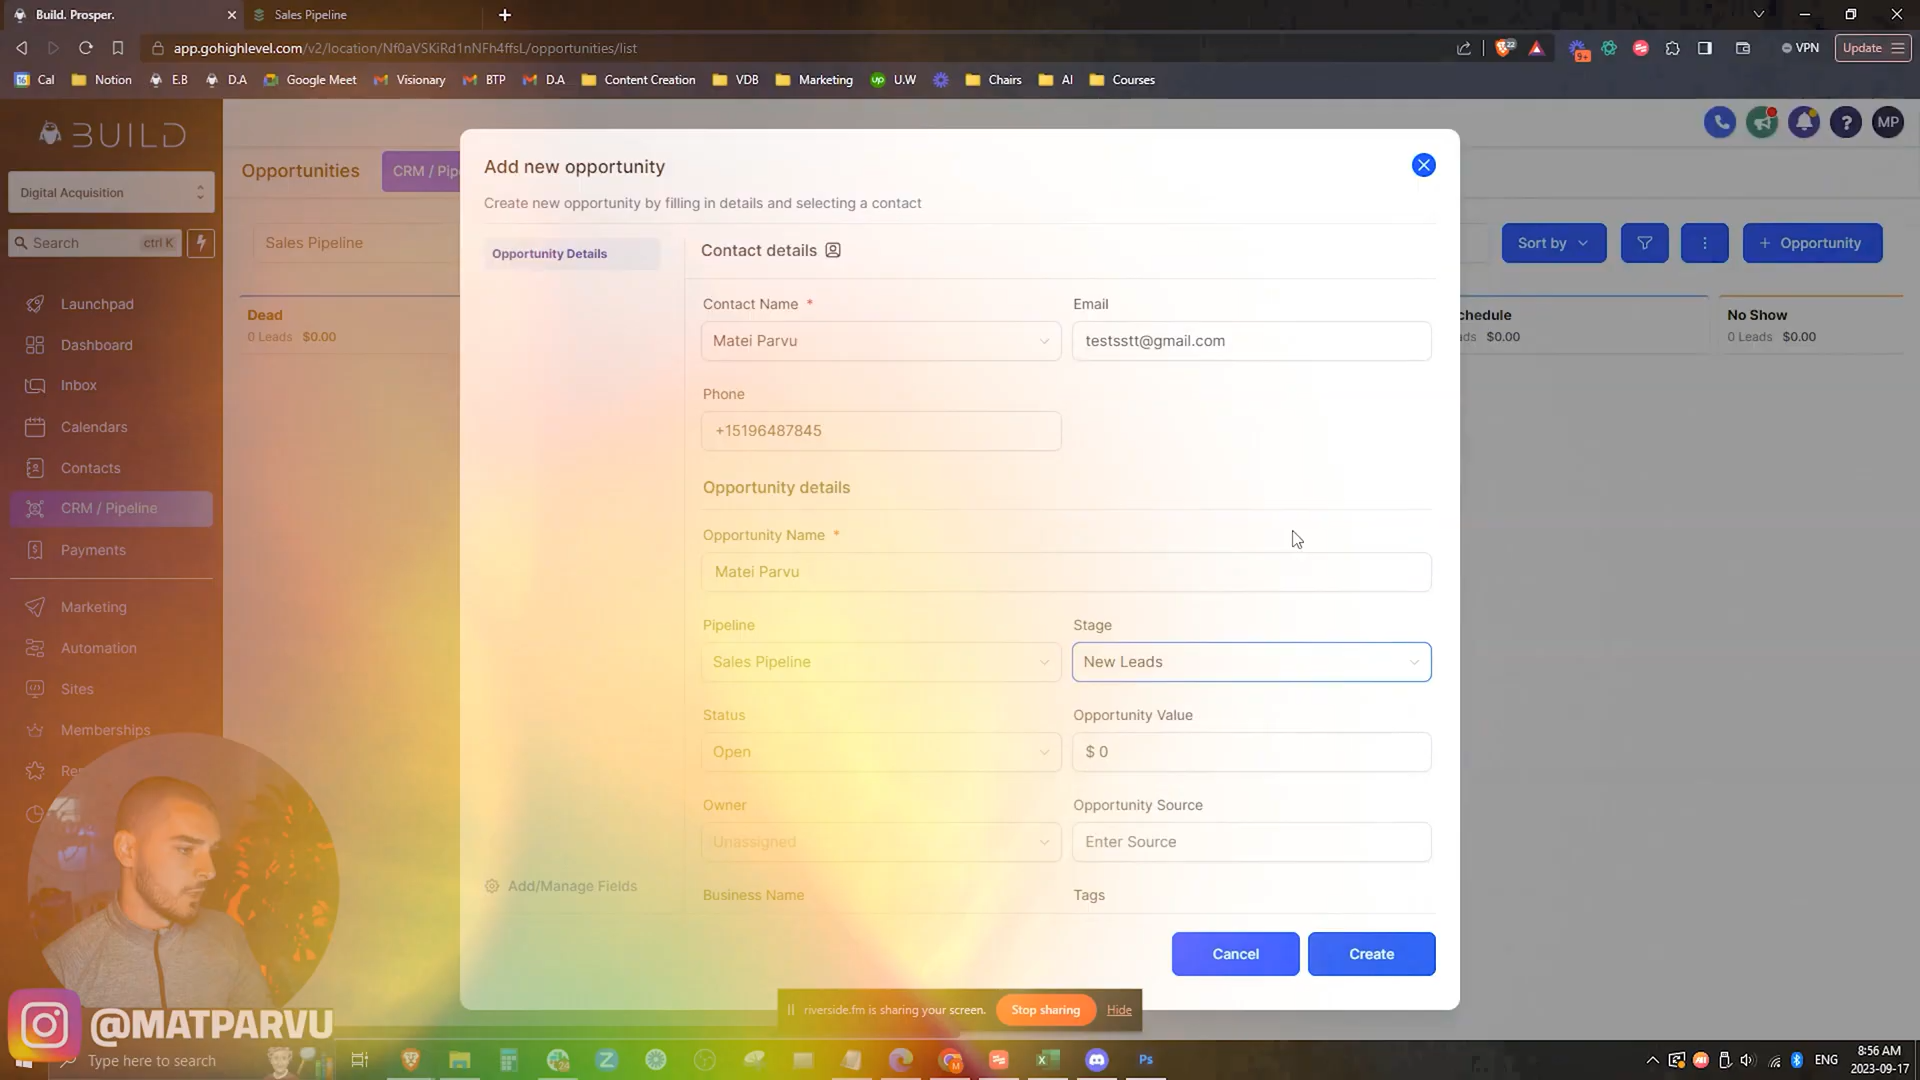 Build. Prosper.
Sales Pipeline
app.gohighlevel.com/v2/location/Nf0aVSKiRd1nNFh4ffsL/opportunities/list
22
9+
VPN
Update
Cal
Notion
E.B
D.A
Google Meet
Visionary
BTP
D.A
Content Creation
VDB
Marketing
U.W
Chairs
AI
Courses
BUILD
MP
Digital Acquisition
Search
ctrl K
Launchpad
Dashboard
Inbox
Calendars
Contacts
CRM / Pipeline
Payments
Marketing
Automation
Sites
Memberships
Opportunities
CRM / Pip
Sales Pipeline
Sort by
+ Opportunity
Dead
0 Leads $0.00
chedule
ads $0.00
No Show
0 Leads $0.00
Add new opportunity
Create new opportunity by filling in details and selecting a contact
Opportunity Details
Contact details
Contact Name *
Email
Matei Parvu
testsstt@gmail.com
Phone
+15196487845
Opportunity details
Opportunity Name *
Matei Parvu
Pipeline
Stage
Sales Pipeline
New Leads
Status
Opportunity Value
Open
$ 0
Owner
Opportunity Source
Unassigned
Enter Source
Add/Manage Fields
Business Name
Tags
Cancel
Create
riverside.fm is sharing your screen.
Stop sharing
Hide
@MATPARVU
Type here to search
Ps
ENG
8:56 AM
2023-09-17